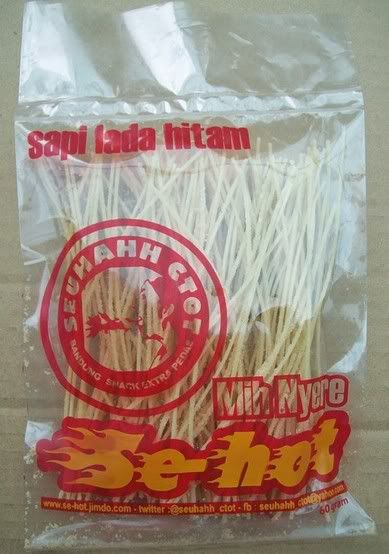 sapi lada hitam
SEUHAHH CTOT
BANDUNG SNACK EXTRA PEDAS
Mih Nyere
Se-hot
www.se-hot.jimdo.com - twitter :@seuhahh_ctot - fb : seuhahh_ctot@yahoo.com
60 gram